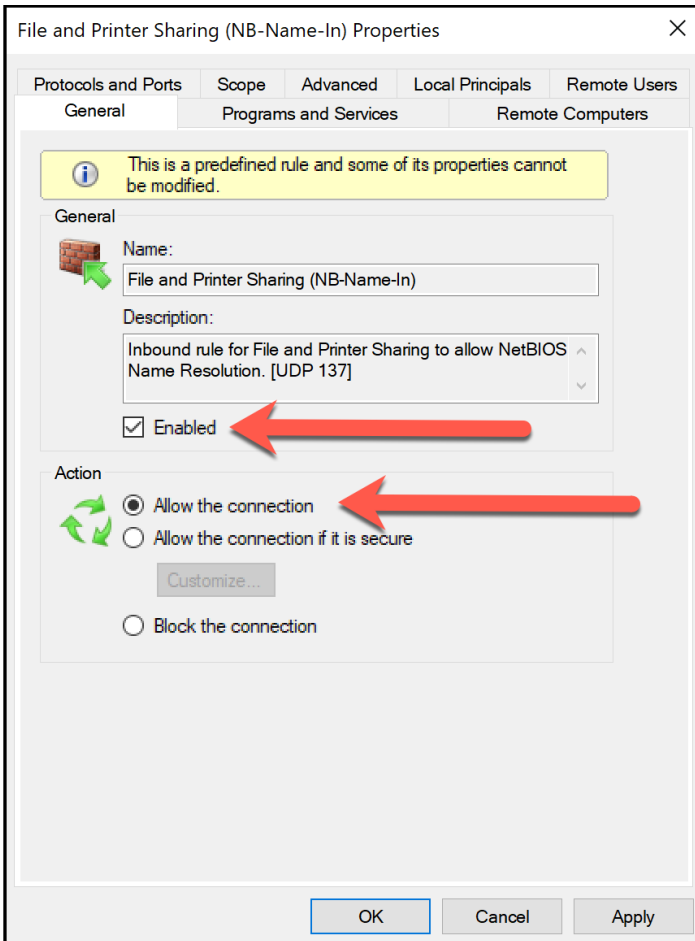 File and Printer Sharing (NB-Name-In) Properties
Protocols and Ports
Scope
Advanced
Local Principals
Remote Users
General
Programs and Services
Remote Computers
This is a predefined rule and some of its properties cannot
be modified.
General
Name:
File and Printer Sharing (NB-Name-In)
Description:
Inbound rule for File and Printer Sharing to allow NetBIOS
Name Resolution. [UDP 137]
Enabled
Action
Allow the connection
Allow the connection if it is secure
Customize...
Block the connection
OK
Cancel
Apply